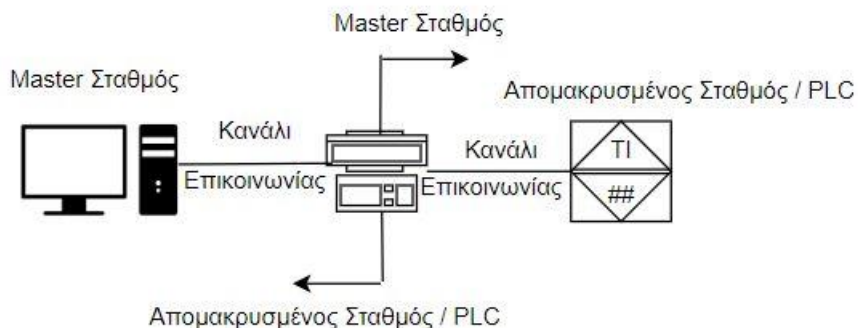 Master Σταθμός
Master Σταθμός
Απομακρυσμένος Σταθμός / PLC
Κανάλι
Επικοινωνίας
Κανάλι
Επικοινωνίας
TI
##
Απομακρυσμένος Σταθμός / PLC